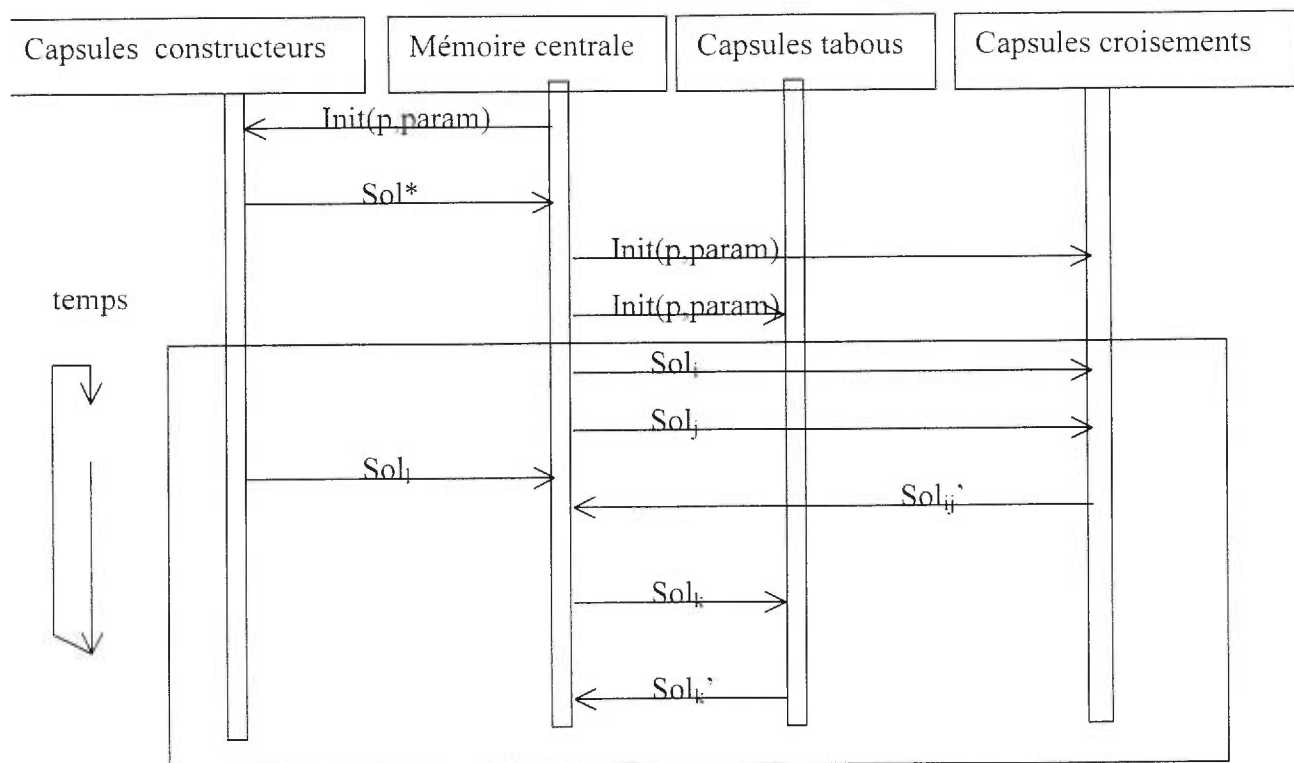 Capsules constructeurs
Mémoire centrale
Capsules tabous
Capsules croisements
Init(p,param)
Sol*
Init(p,param)
temps
Init(p,param)
Solᵢ
Solⱼ
Solₗ
Solᵢⱼ’
Solₖ
Solₖ’